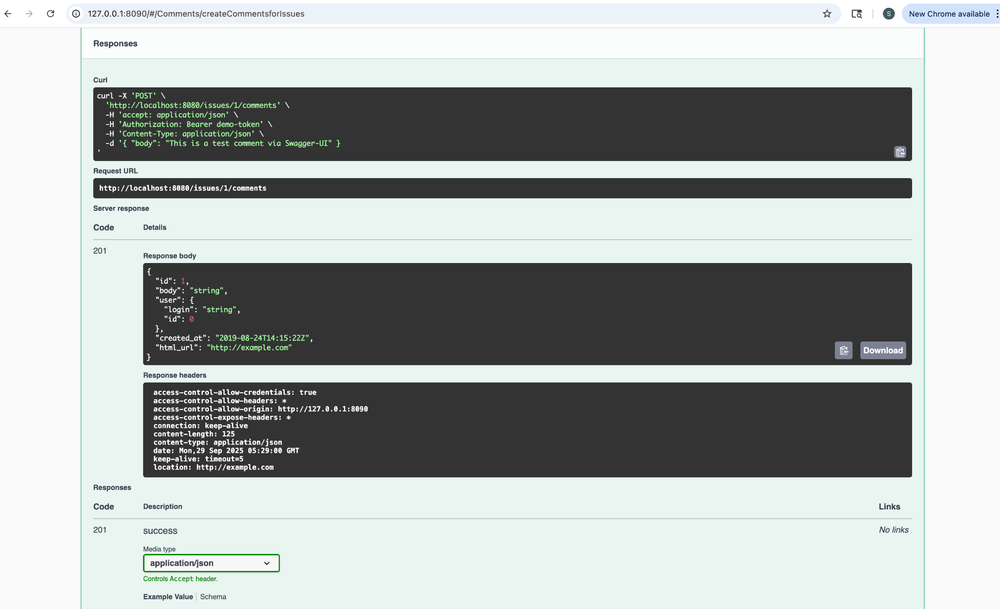 127.0.0.1:8090/#/Comments/createCommentsforIssues
S
New Chrome available
Responses
Curl
curl -X 'POST' \
'http://localhost:8080/issues/1/comments' \
-H 'accept: application/json' \
-H 'Authorization: Bearer demo-token' \
-H 'Content-Type: application/json' \
-d '{ "body": "This is a test comment via Swagger-UI" }
'
Request URL
http://localhost:8080/issues/1/comments
Server response
Code Details
201
Response body
{
"id": 1,
"body": "string",
"user": {
"login": "string",
"id": 0
},
"created_at": "2019-08-24T14:15:22Z",
"html_url": "http://example.com"
}
Download
Response headers
access-control-allow-credentials: true
access-control-allow-headers: *
access-control-allow-origin: http://127.0.0.1:8090
access-control-expose-headers: *
connection: keep-alive
content-length: 125
content-type: application/json
date: Mon,29 Sep 2025 05:29:00 GMT
keep-alive: timeout=5
location: http://example.com
Responses
Code Description Links
201 success No links
Media type
application/json
Controls Accept header.
Example Value Schema